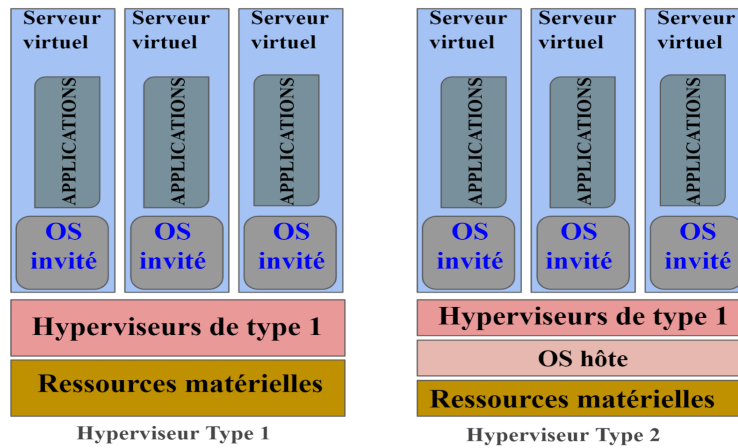 Serveur
virtuel
APPLICATIONS
OS
invité
Serveur
virtuel
APPLICATIONS
OS
invité
Serveur
virtuel
APPLICATIONS
OS
invité
Hyperviseurs de type 1
Ressources matérielles
Hyperviseur Type 1
Serveur
virtuel
APPLICATIONS
OS
invité
Serveur
virtuel
APPLICATIONS
OS
invité
Serveur
virtuel
APPLICATIONS
OS
invité
Hyperviseurs de type 1
OS hôte
Ressources matérielles
Hyperviseur Type 2